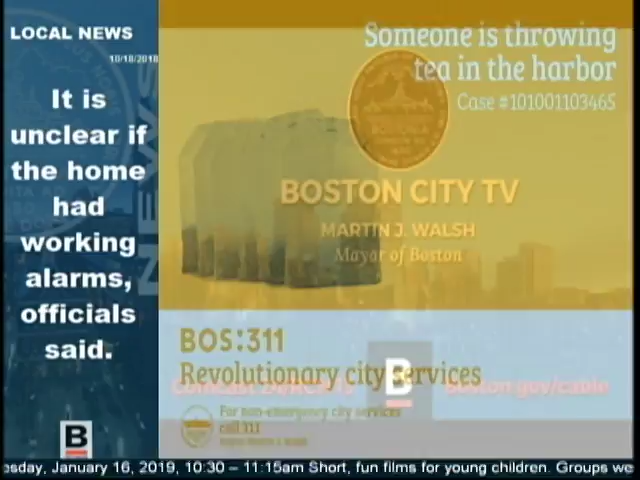 LOCAL NEWS
10/18/2018
It is
unclear if
the home
had
working
alarms,
officials
said.
B
Someone is throwing
tea in the harbor
Case #101001103465
BOSTON CITY TV
MARTIN J. WALSH
Mayor of Boston
BOS:311
Revolutionary city services
Comcast
B
boston.gov/cable
For non-emergency city services
call 311
sday, January 16, 2019, 10:30 – 11:15am Short, fun films for young children. Groups we